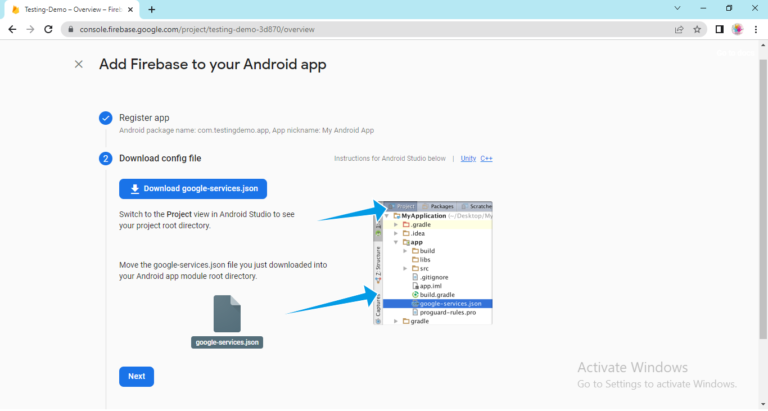 Testing-Demo – Overview – Fireb
console.firebase.google.com/project/testing-demo-3d870/overview
Add Firebase to your Android app
Register app
Android package name: com.testingdemo.app, App nickname: My Android App
2 Download config file
Instructions for Android Studio below | Unity C++
Download google-services.json
Switch to the Project view in Android Studio to see
your project root directory.
Move the google-services.json file you just downloaded into
your Android app module root directory.
google-services.json
Next
Project Packages Scratche
MyApplication (~/Desktop/My
.gradle
.idea
app
build
libs
src
.gitignore
app.iml
build.gradle
google-services.json
proguard-rules.pro
gradle
Z: Structure
Captures
Activate Windows
Go to Settings to activate Windows.